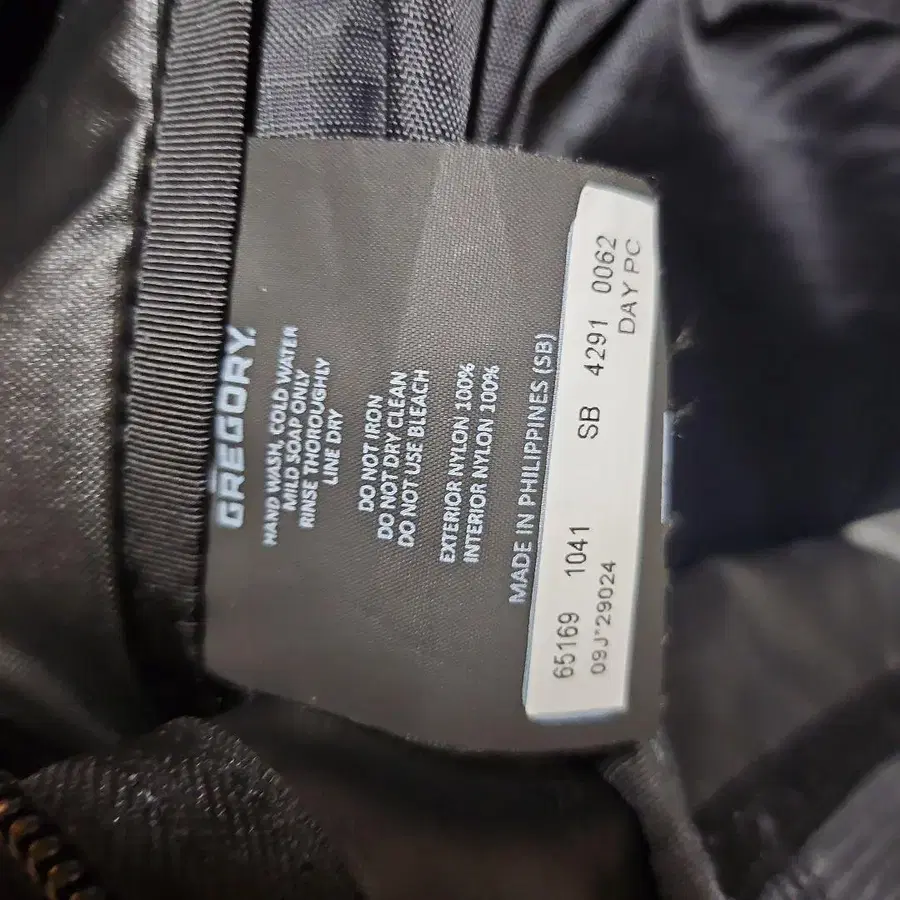 GREGORY.
HAND WASH, COLD WATER
MILD SOAP ONLY
RINSE THOROUGHLY
LINE DRY
DO NOT IRON
DO NOT DRY CLEAN
DO NOT USE BLEACH
EXTERIOR NYLON 100%
INTERIOR NYLON 100%
MADE IN PHILIPPINES (SB)
65169 1041 SB 4291 0062
09J*29024 DAY PC